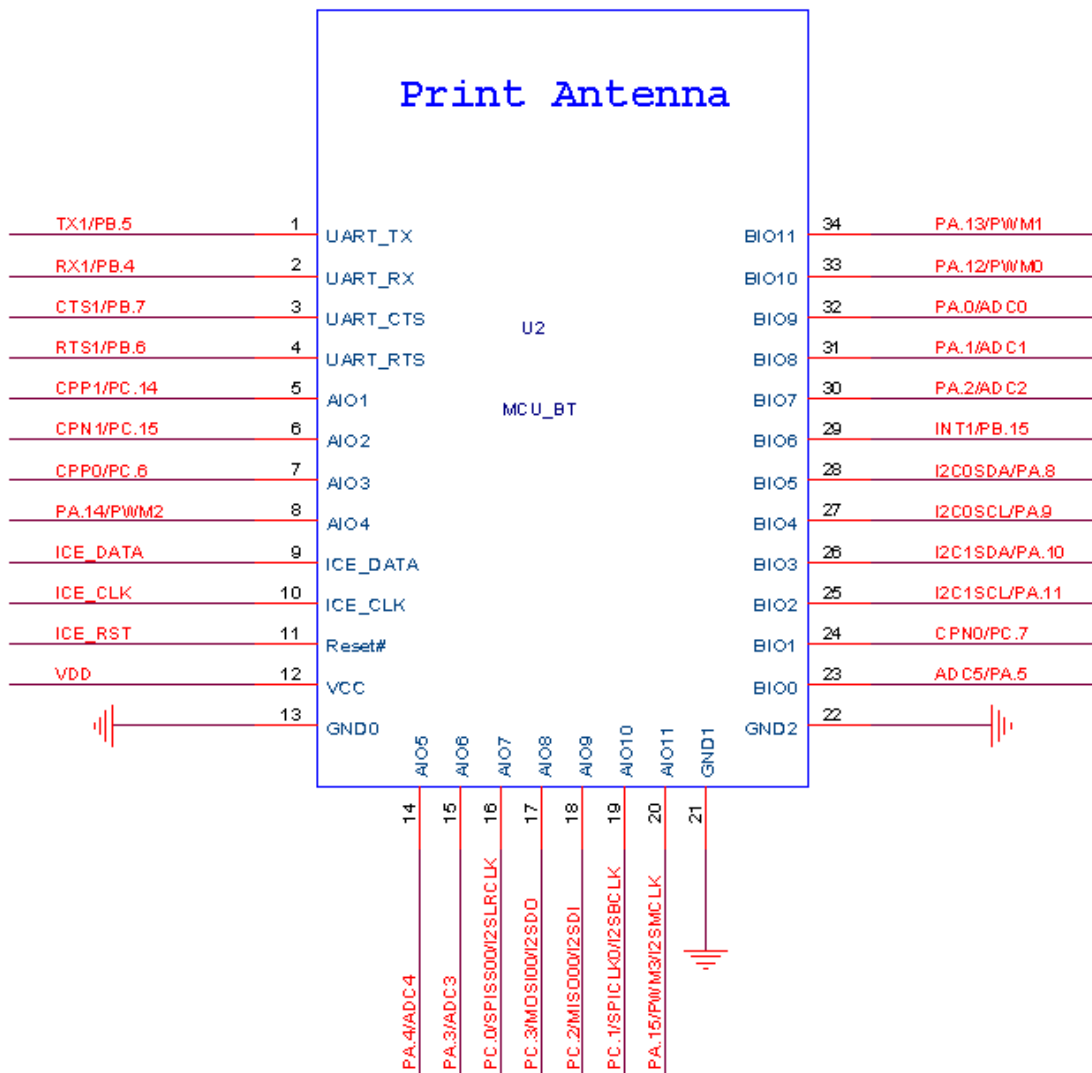 Print Antenna
TX1/PB.5 1 UART_TX BIO11 34 PA.13/PWM1
RX1/PB.4 2 UART_RX BIO10 33 PA.12/PWM0
CTS1/PB.7 3 UART_CTS U2 BIO9 32 PA.0/ADC0
RTS1/PB.6 4 UART_RTS BIO8 31 PA.1/ADC1
CPP1/PC.14 5 AIO1 MCU_BT BIO7 30 PA.2/ADC2
CPN1/PC.15 6 AIO2 BIO6 29 INT1/PB.15
CPP0/PC.6 7 AIO3 BIO5 28 I2C0SDA/PA.8
PA.14/PWM2 8 AIO4 BIO4 27 I2C0SCL/PA.9
ICE_DATA 9 ICE_DATA BIO3 26 I2C1SDA/PA.10
ICE_CLK 10 ICE_CLK BIO2 25 I2C1SCL/PA.11
ICE_RST 11 Reset# BIO1 24 CPN0/PC.7
VDD 12 VCC BIO0 23 ADC5/PA.5
13 GND0 GND2 22
AIO5 14 PA.4/ADC4
AIO6 15 PA.3/ADC3
AIO7 16 PC.0/SPISS00/I2SLRCLK
AIO8 17 PC.3/MOSI00/I2SDO
AIO9 18 PC.2/MISO00/I2SDI
AIO10 19 PC.1/SPICLK0/I2SBCLK
AIO11 20 PA.15/PWM3/I2SMCLK
GND1 21